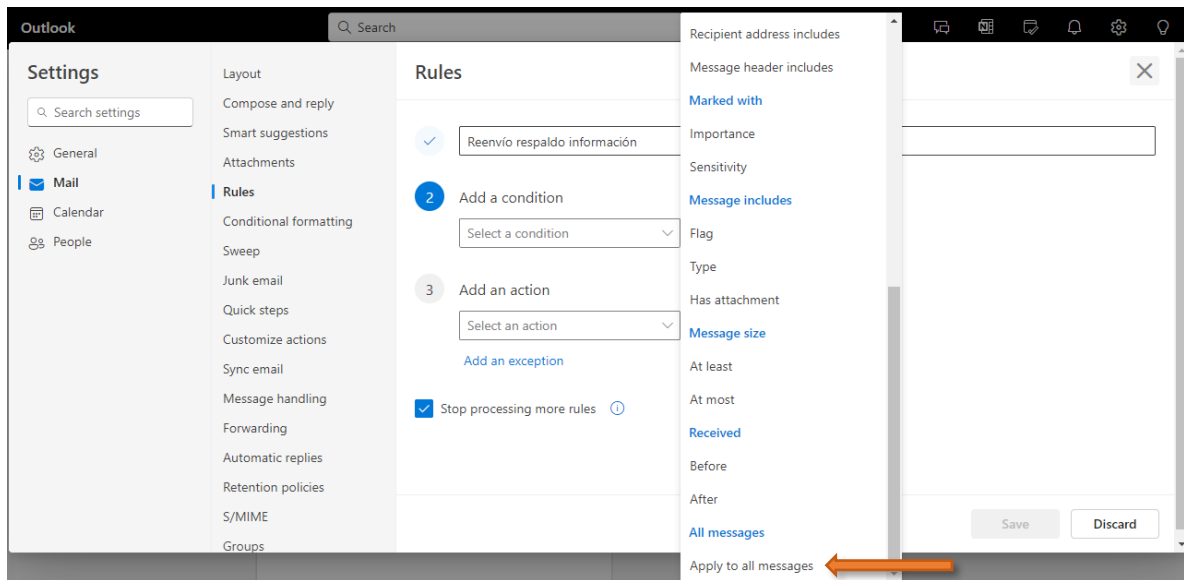 Outlook
Search
Settings
Search settings
General
Mail
Calendar
People
Layout
Compose and reply
Smart suggestions
Attachments
Rules
Conditional formatting
Sweep
Junk email
Quick steps
Customize actions
Sync email
Message handling
Forwarding
Automatic replies
Retention policies
S/MIME
Groups
Rules
Reenvío respaldo información
2
Add a condition
Select a condition
3
Add an action
Select an action
Add an exception
Stop processing more rules
Recipient address includes
Message header includes
Marked with
Importance
Sensitivity
Message includes
Flag
Type
Has attachment
Message size
At least
At most
Received
Before
After
All messages
Apply to all messages
Save
Discard